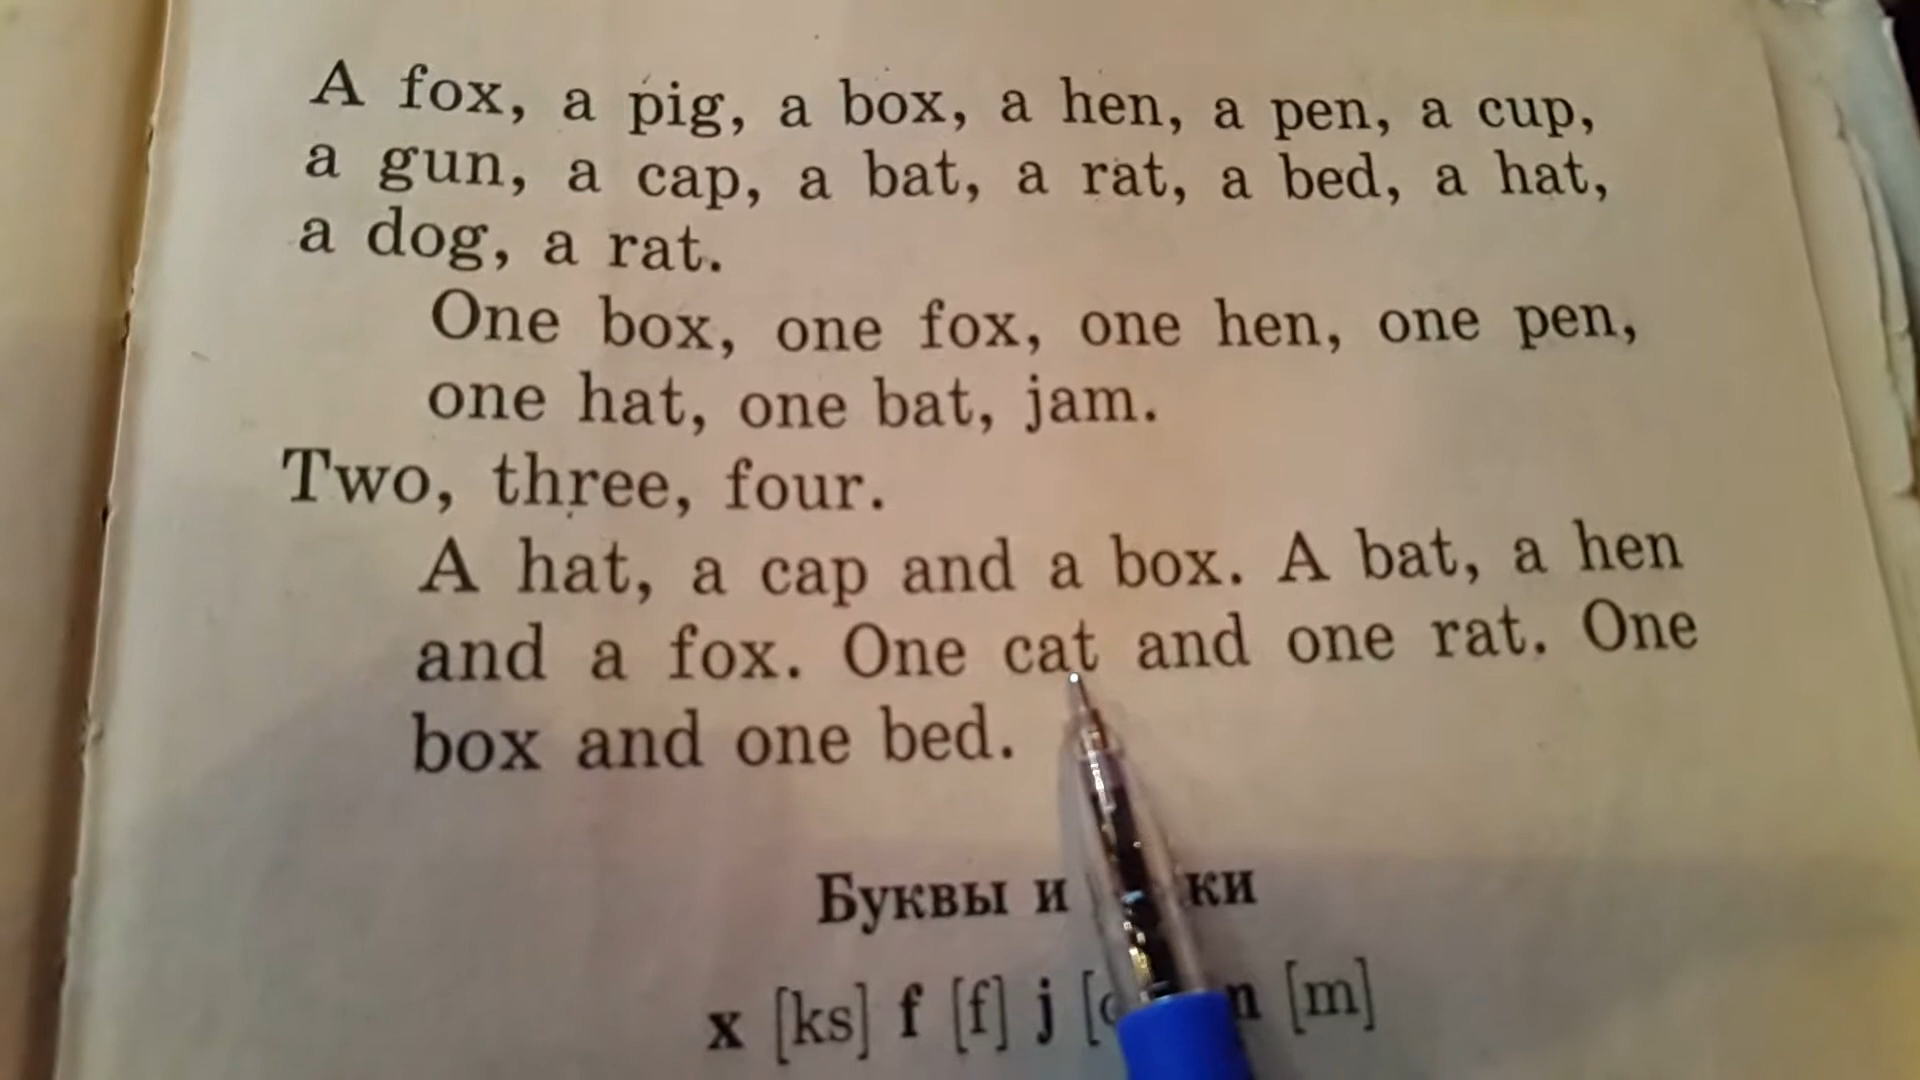 A fox, a pig, a box, a hen, a pen, a cup,
a gun, a cap, a bat, a rat, a bed, a hat,
a dog, a rat.
One box, one fox, one hen, one pen,
one hat, one bat, jam.
Two, three, four.
A hat, a cap and a box. A bat, a hen
and a fox. One cat and one rat. One
box and one bed.
Буквы и
x [ks] f [f] j [m]